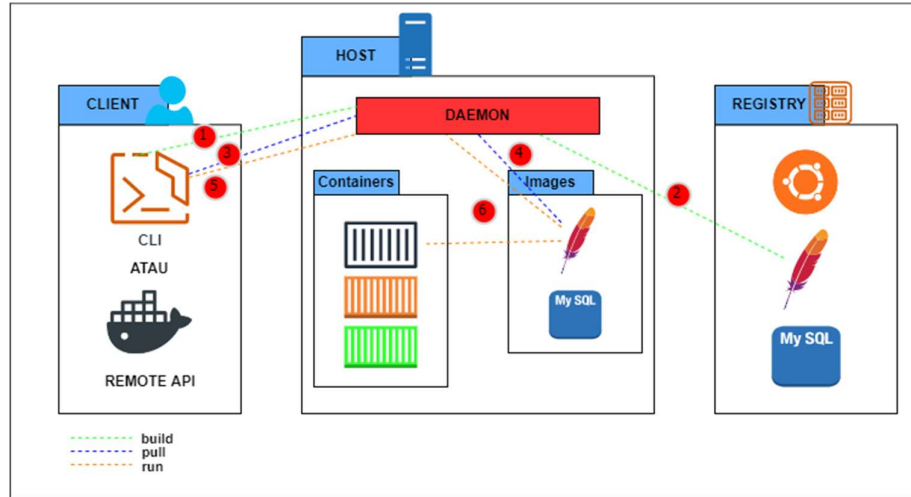 HOST
CLIENT
REGISTRY
DAEMON
1
3
5
4
2
6
Containers
Images
CLI
ATAU
REMOTE API
My SQL
My SQL
build
pull
run